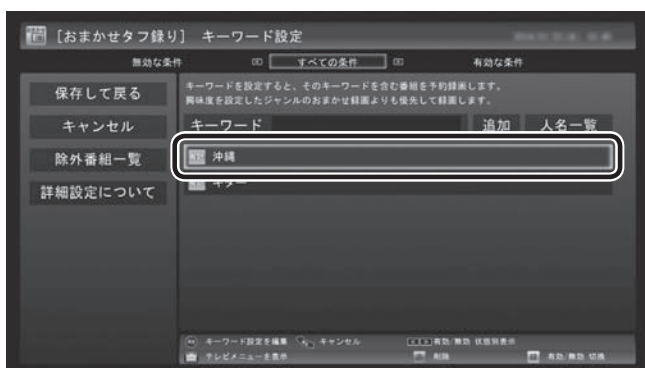 [おまかせタフ録り] キーワード設定
無効な条件 すべての条件 有効な条件
保存して戻る
キャンセル
除外番組一覧
詳細設定について
キーワードを設定すると、そのキーワードを含む番組を予約録画します。
興味度を設定したジャンルのおまかせ録画よりも優先して録画します。
キーワード 追加 人名一覧
沖縄
ギター
キーワード設定を編集 キャンセル 有効/無効 状態別表示
テレビメニューを表示 削除 有効/無効 切換